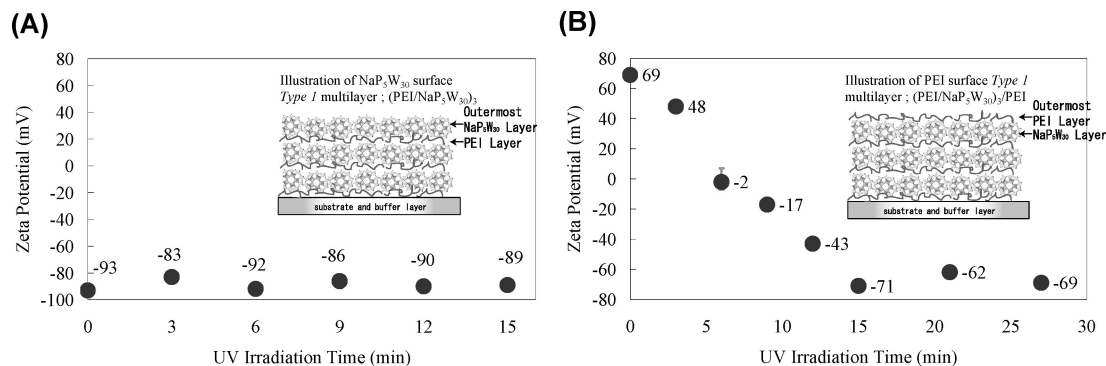 (A)
80
60
40
20
0
-20
-40
-60
-80
-100
Zeta Potential (mV)
Illustration of NaP₅W₃₀ surface
Type 1 multilayer ; (PEI/NaP₅W₃₀)₃
Outermost
NaP₅W₃₀ Layer
PEI Layer
substrate and buffer layer
-93
-83
-92
-86
-90
-89
0 3 6 9 12 15
UV Irradiation Time (min)
(B)
80
60
40
20
0
-20
-40
-60
-80
Zeta Potential (mV)
Illustration of PEI surface Type 1
multilayer ; (PEI/NaP₅W₃₀)₃/PEI
Outermost
PEI Layer
NaP₅W₃₀ Layer
substrate and buffer layer
69
48
-2
-17
-43
-71
-62
-69
0 5 10 15 20 25 30
UV Irradiation Time (min)